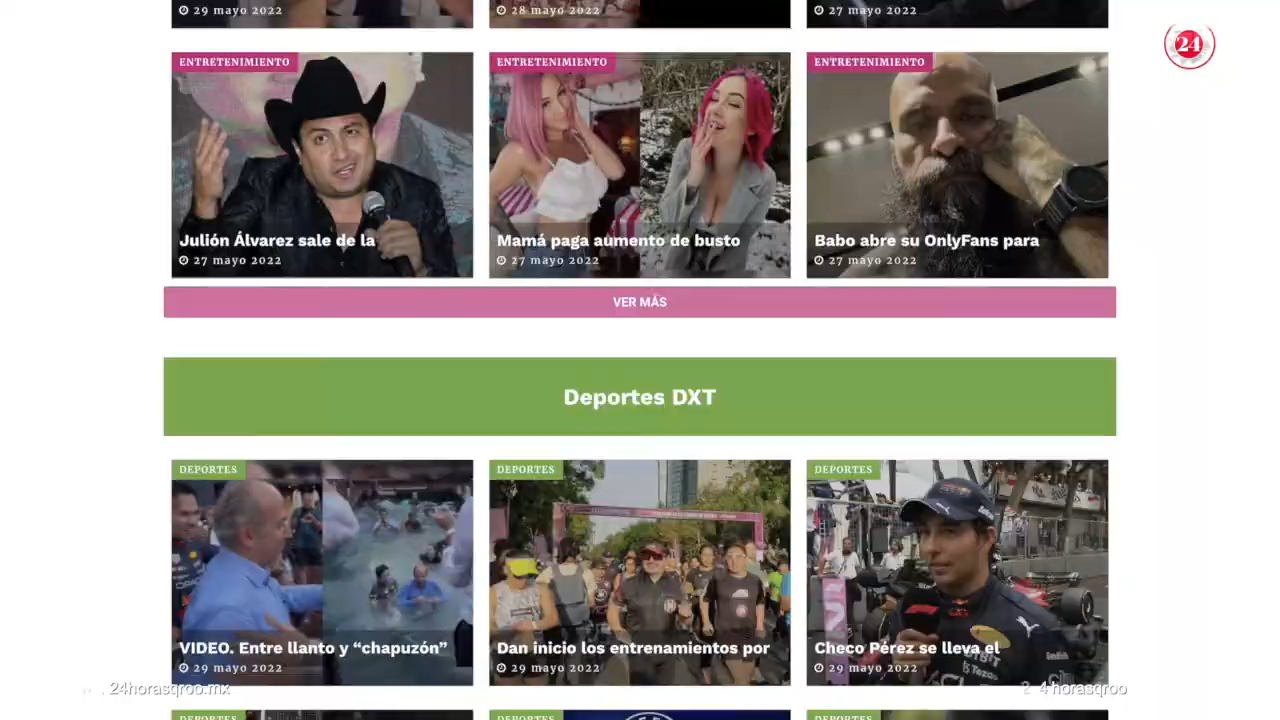 29 mayo 2022
28 mayo 2022
27 mayo 2022
24
ENTRETENIMIENTO
ENTRETENIMIENTO
ENTRETENIMIENTO
Julión Álvarez sale de la
Mamá paga aumento de busto
Babo abre su OnlyFans para
27 mayo 2022
27 mayo 2022
27 mayo 2022
VER MÁS
Deportes DXT
DEPORTES
DEPORTES
DEPORTES
VIDEO. Entre llanto y “chapuzón”
Dan inicio los entrenamientos por
Checo Pérez se lleva el
29 mayo 2022
29 mayo 2022
29 mayo 2022
24horasqroo.mx
24horasqroo
DEPORTES
DEPORTES
DEPORTES